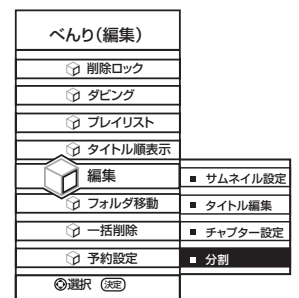 べんり(編集)
削除ロック
ダビング
プレイリスト
タイトル順表示
編集
サムネイル設定
フォルダ移動
タイトル編集
一括削除
チャプター設定
予約設定
分割
選択 決定